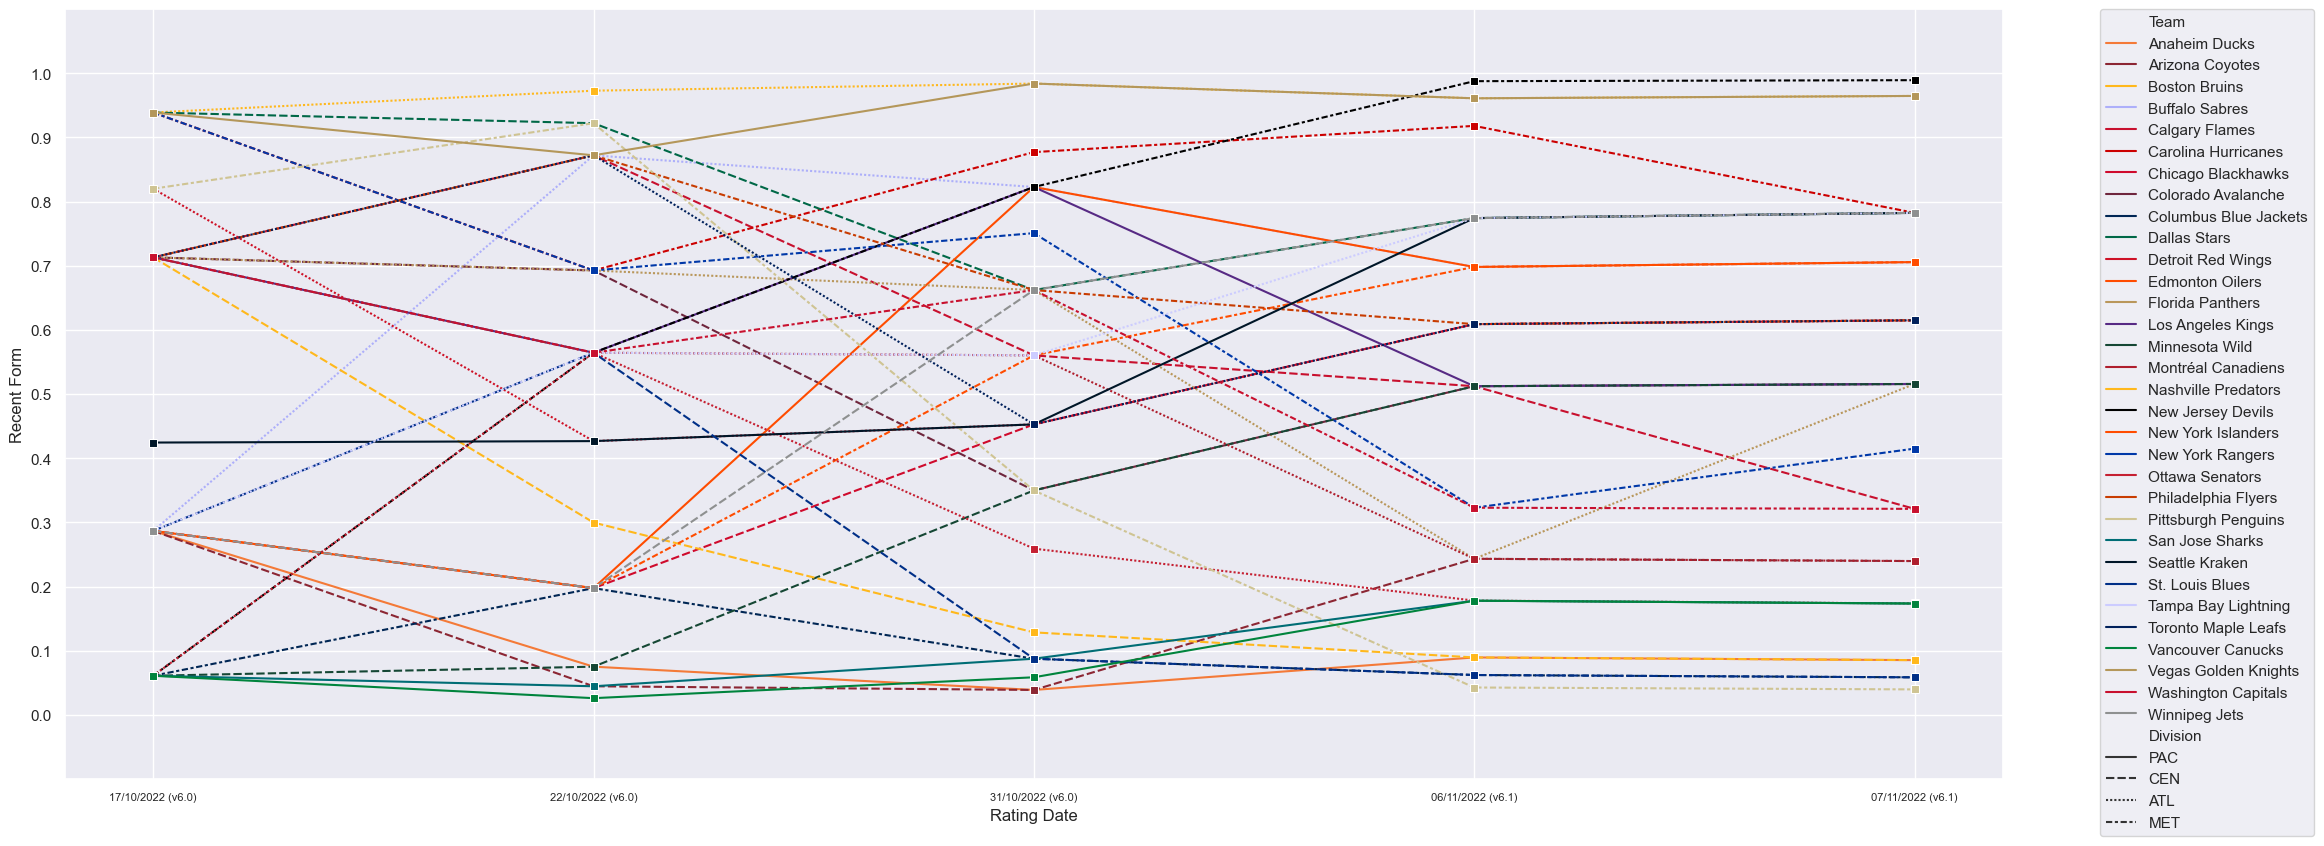 1.0
0.9
0.8
0.7
0.6
0.5
0.4
0.3
0.2
0.1
0.0
Recent Form
17/10/2022 (v6.0)
22/10/2022 (v6.0)
31/10/2022 (v6.0)
06/11/2022 (v6.1)
07/11/2022 (v6.1)
Rating Date
Team
Anaheim Ducks
Arizona Coyotes
Boston Bruins
Buffalo Sabres
Calgary Flames
Carolina Hurricanes
Chicago Blackhawks
Colorado Avalanche
Columbus Blue Jackets
Dallas Stars
Detroit Red Wings
Edmonton Oilers
Florida Panthers
Los Angeles Kings
Minnesota Wild
Montréal Canadiens
Nashville Predators
New Jersey Devils
New York Islanders
New York Rangers
Ottawa Senators
Philadelphia Flyers
Pittsburgh Penguins
San Jose Sharks
Seattle Kraken
St. Louis Blues
Tampa Bay Lightning
Toronto Maple Leafs
Vancouver Canucks
Vegas Golden Knights
Washington Capitals
Winnipeg Jets
Division
PAC
CEN
ATL
MET